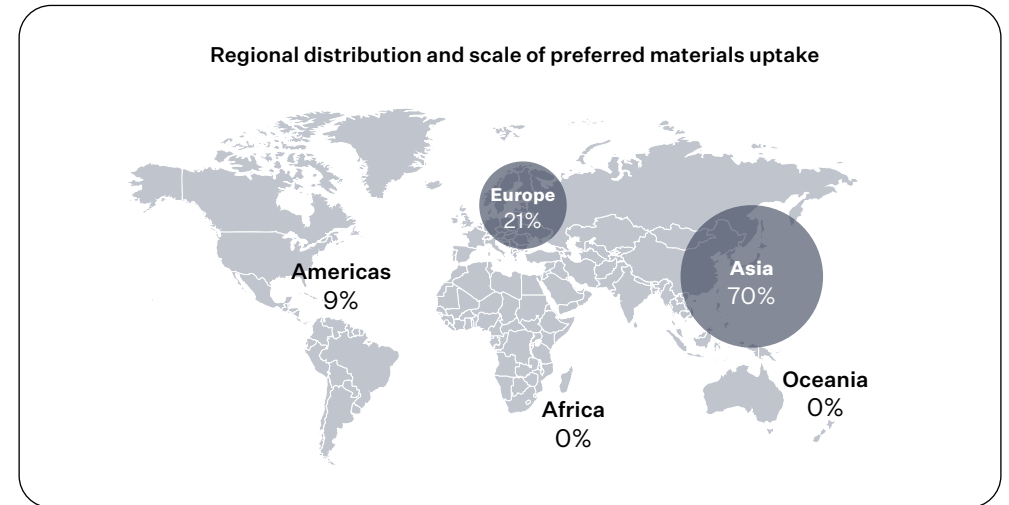 Regional distribution and scale of preferred materials uptake
Europe
21%
Americas
9%
Asia
70%
Africa
0%
Oceania
0%